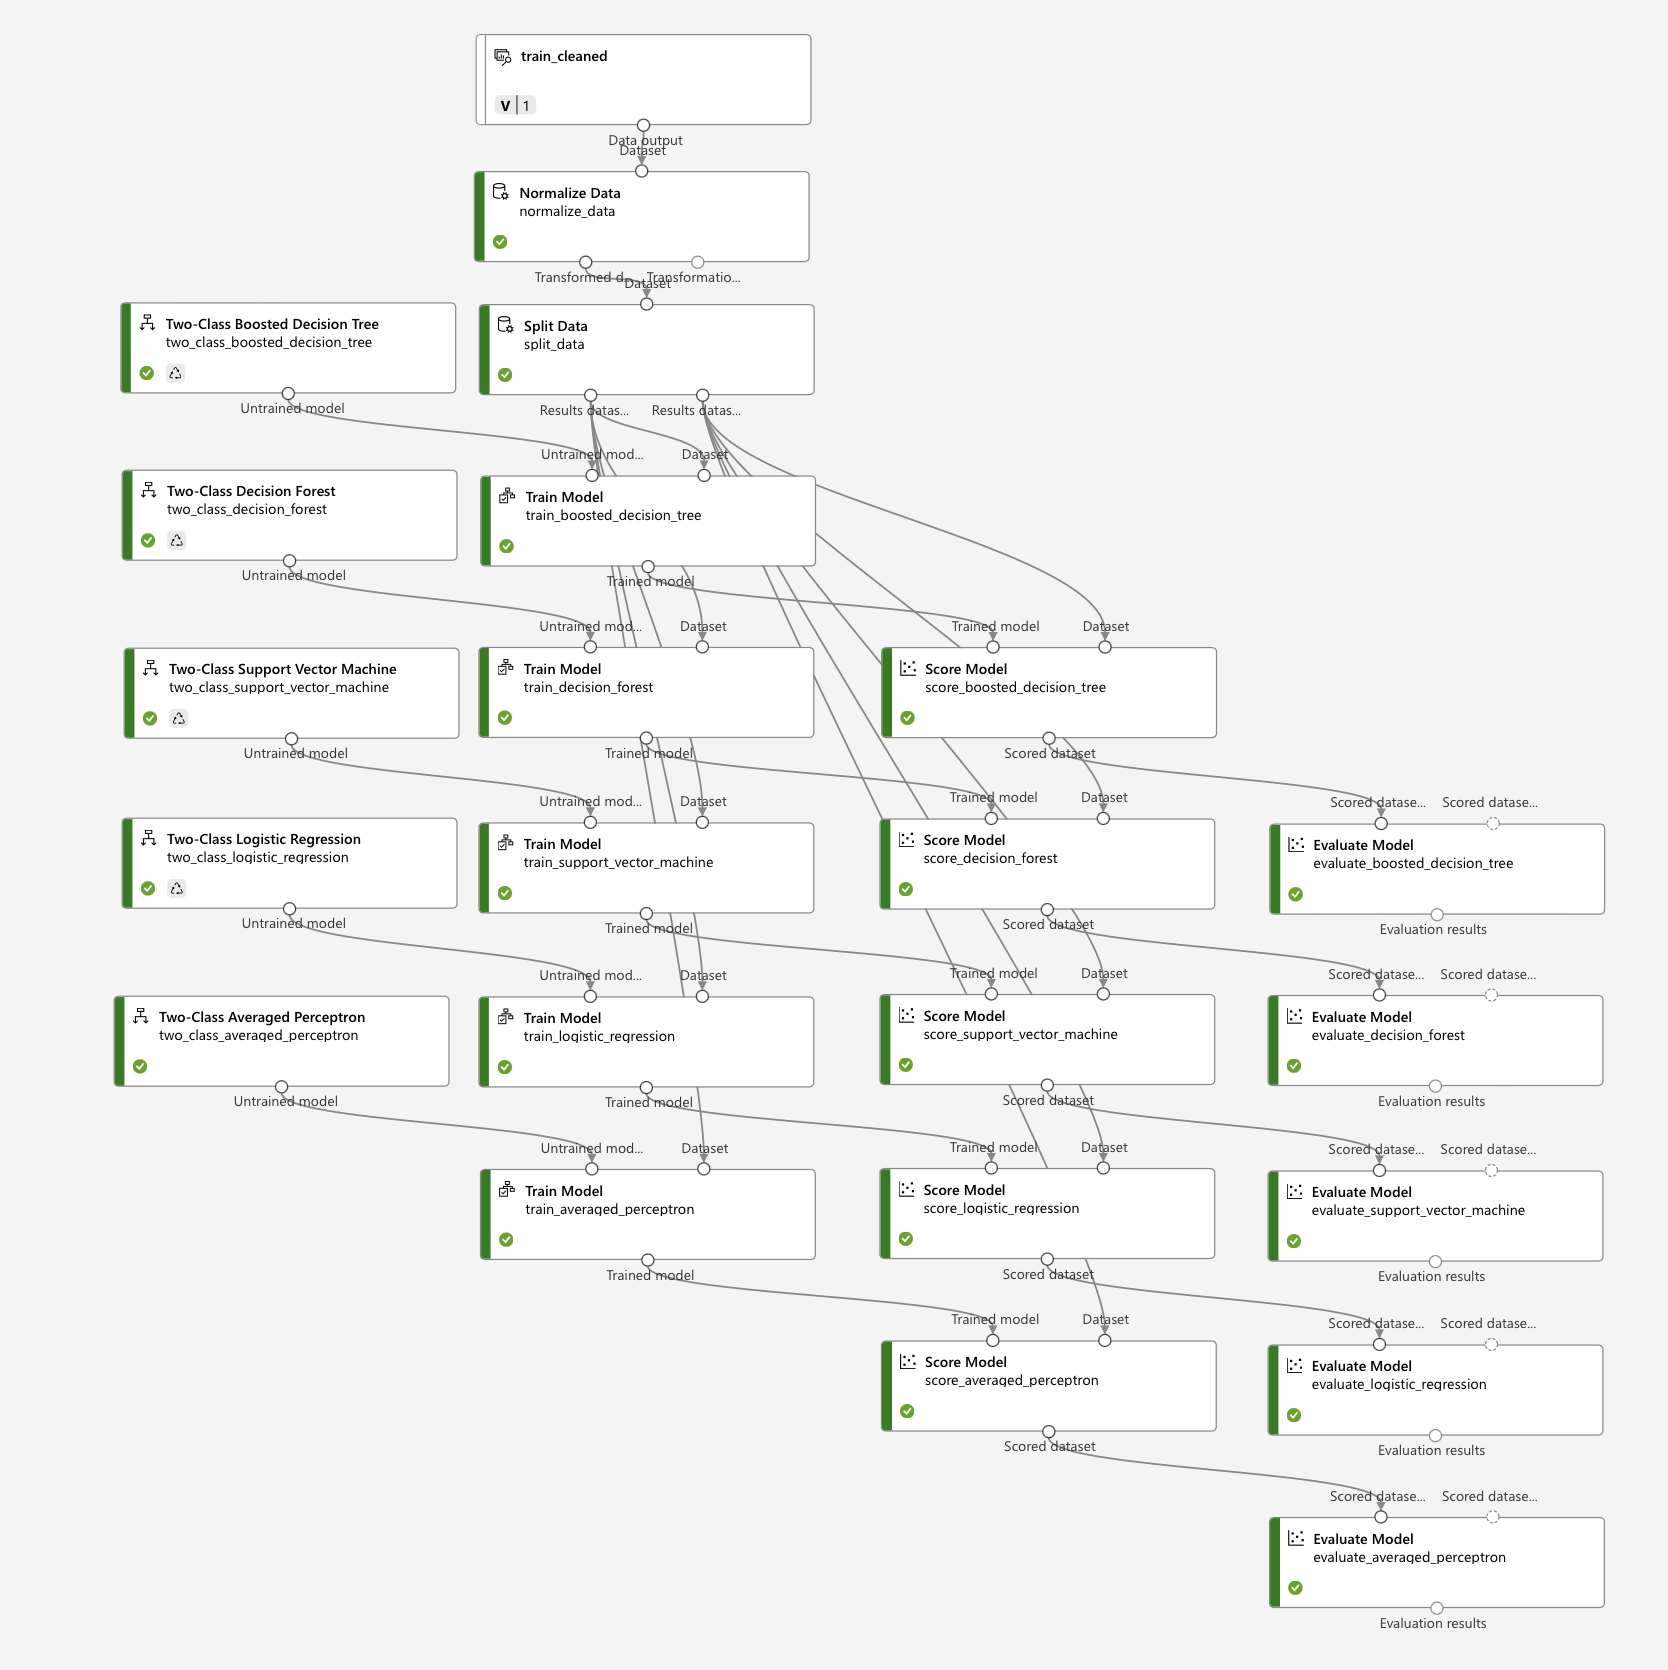 train_cleaned
V 1
Data output
Dataset
Normalize Data
normalize_data
Transformed d...
Transformatio...
Dataset
Two-Class Boosted Decision Tree
two_class_boosted_decision_tree
Untrained model
Split Data
split_data
Results datas...
Results datas...
Untrained mod...
Dataset
Two-Class Decision Forest
two_class_decision_forest
Untrained model
Train Model
train_boosted_decision_tree
Trained model
Untrained mod...
Dataset
Trained model
Dataset
Two-Class Support Vector Machine
two_class_support_vector_machine
Untrained model
Train Model
train_decision_forest
Trained model
Score Model
score_boosted_decision_tree
Scored dataset
Untrained mod...
Dataset
Trained model
Dataset
Scored datase...
Scored datase...
Two-Class Logistic Regression
two_class_logistic_regression
Untrained model
Train Model
train_support_vector_machine
Trained model
Score Model
score_decision_forest
Scored dataset
Evaluate Model
evaluate_boosted_decision_tree
Evaluation results
Untrained mod...
Dataset
Trained model
Dataset
Scored datase...
Scored datase...
Two-Class Averaged Perceptron
two_class_averaged_perceptron
Untrained model
Train Model
train_logistic_regression
Trained model
Score Model
score_support_vector_machine
Scored dataset
Evaluate Model
evaluate_decision_forest
Evaluation results
Untrained mod...
Dataset
Trained model
Dataset
Scored datase...
Scored datase...
Train Model
train_averaged_perceptron
Trained model
Score Model
score_logistic_regression
Scored dataset
Evaluate Model
evaluate_support_vector_machine
Evaluation results
Trained model
Dataset
Scored datase...
Scored datase...
Score Model
score_averaged_perceptron
Scored dataset
Evaluate Model
evaluate_logistic_regression
Evaluation results
Scored datase...
Scored datase...
Evaluate Model
evaluate_averaged_perceptron
Evaluation results